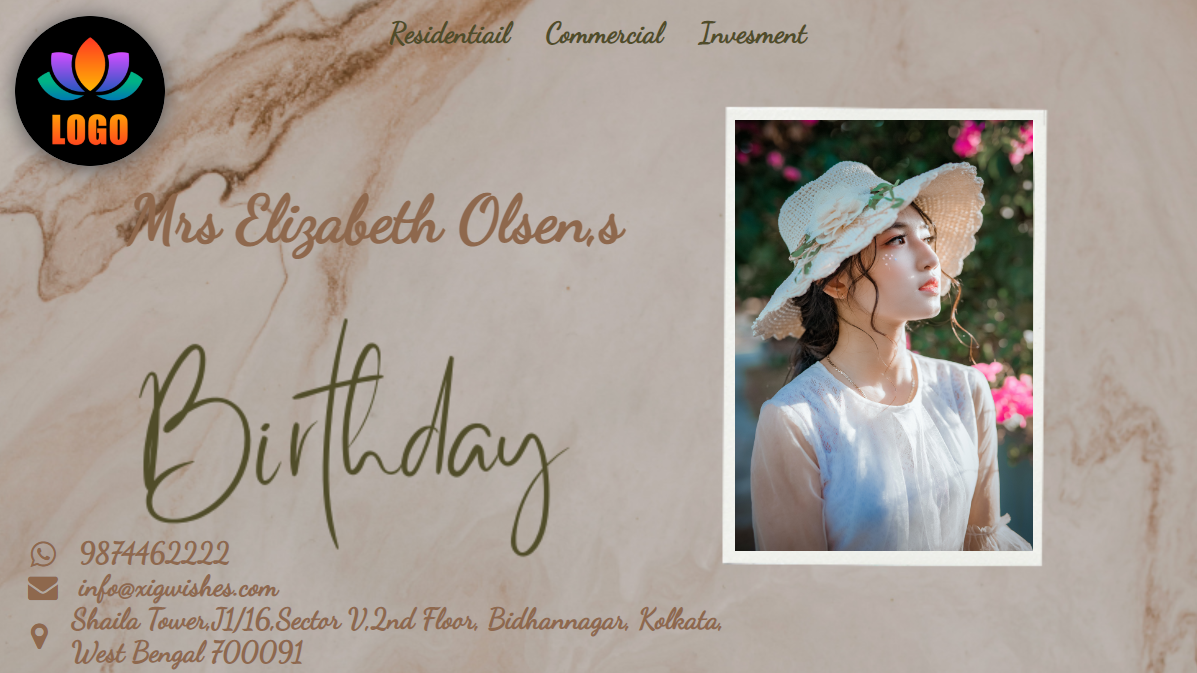 Residentiail Commercial Invesment
LOGO
Mrs Elizabeth Olsen,s
Birthday
9874462222
info@xigwishes.com
Shaila Tower,J1/16,Sector V,2nd Floor, Bidhannagar, Kolkata,
West Bengal 700091